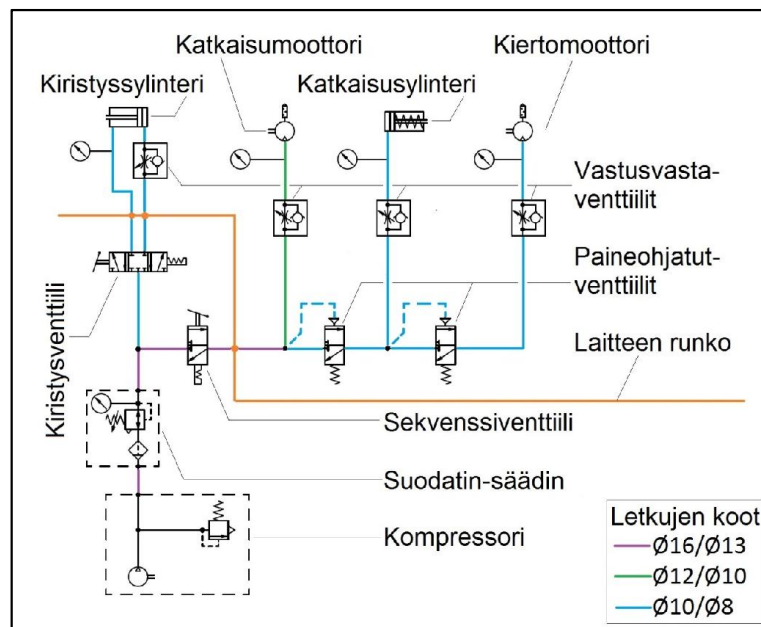 Katkaisumoottori
Kiertomoottori
Kiristyssylinteri
Katkaisusylinteri
Vastusvasta-
venttiilit
Paineohjatut-
venttiilit
Laitteen runko
Kiristysventtiili
Sekvenssiventtiili
Suodatin-säädin
Kompressori
Letkujen koot
Ø16/Ø13
Ø12/Ø10
Ø10/Ø8